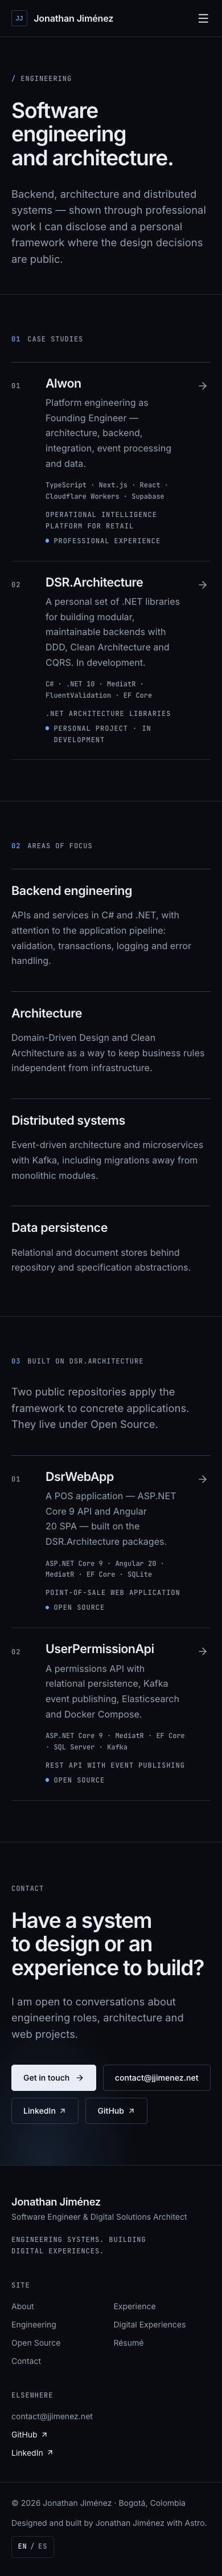 JJ Jonathan Jiménez
/ ENGINEERING
Software
engineering
and architecture.
Backend, architecture and distributed
systems — shown through professional
work I can disclose and a personal
framework where the design decisions
are public.
01 CASE STUDIES
01 Alwon
Platform engineering as
Founding Engineer —
architecture, backend,
integration, event processing
and data.
TypeScript · Next.js · React ·
Cloudflare Workers · Supabase
OPERATIONAL INTELLIGENCE
PLATFORM FOR RETAIL
PROFESSIONAL EXPERIENCE
02 DSR.Architecture
A personal set of .NET libraries
for building modular,
maintainable backends with
DDD, Clean Architecture and
CQRS. In development.
C# · .NET 10 · MediatR ·
FluentValidation · EF Core
.NET ARCHITECTURE LIBRARIES
PERSONAL PROJECT · IN
DEVELOPMENT
02 AREAS OF FOCUS
Backend engineering
APIs and services in C# and .NET, with
attention to the application pipeline:
validation, transactions, logging and error
handling.
Architecture
Domain-Driven Design and Clean
Architecture as a way to keep business rules
independent from infrastructure.
Distributed systems
Event-driven architecture and microservices
with Kafka, including migrations away from
monolithic modules.
Data persistence
Relational and document stores behind
repository and specification abstractions.
03 BUILT ON DSR.ARCHITECTURE
Two public repositories apply the
framework to concrete applications.
They live under Open Source.
01 DsrWebApp
A POS application — ASP.NET
Core 9 API and Angular
20 SPA — built on the
DSR.Architecture packages.
ASP.NET Core 9 · Angular 20 ·
MediatR · EF Core · SQLite
POINT-OF-SALE WEB APPLICATION
OPEN SOURCE
02 UserPermissionApi
A permissions API with
relational persistence, Kafka
event publishing, Elasticsearch
and Docker Compose.
ASP.NET Core 9 · MediatR · EF Core
· SQL Server · Kafka
REST API WITH EVENT PUBLISHING
OPEN SOURCE
CONTACT
Have a system
to design or an
experience to build?
I am open to conversations about
engineering roles, architecture and
web projects.
Get in touch → contact@jjimenez.net
LinkedIn ↗ GitHub ↗
Jonathan Jiménez
Software Engineer & Digital Solutions Architect
ENGINEERING SYSTEMS. BUILDING
DIGITAL EXPERIENCES.
SITE
About Experience
Engineering Digital Experiences
Open Source Résumé
Contact
ELSEWHERE
contact@jjimenez.net
GitHub ↗
LinkedIn ↗
© 2026 Jonathan Jiménez · Bogotá, Colombia
Designed and built by Jonathan Jiménez with Astro.
EN / ES